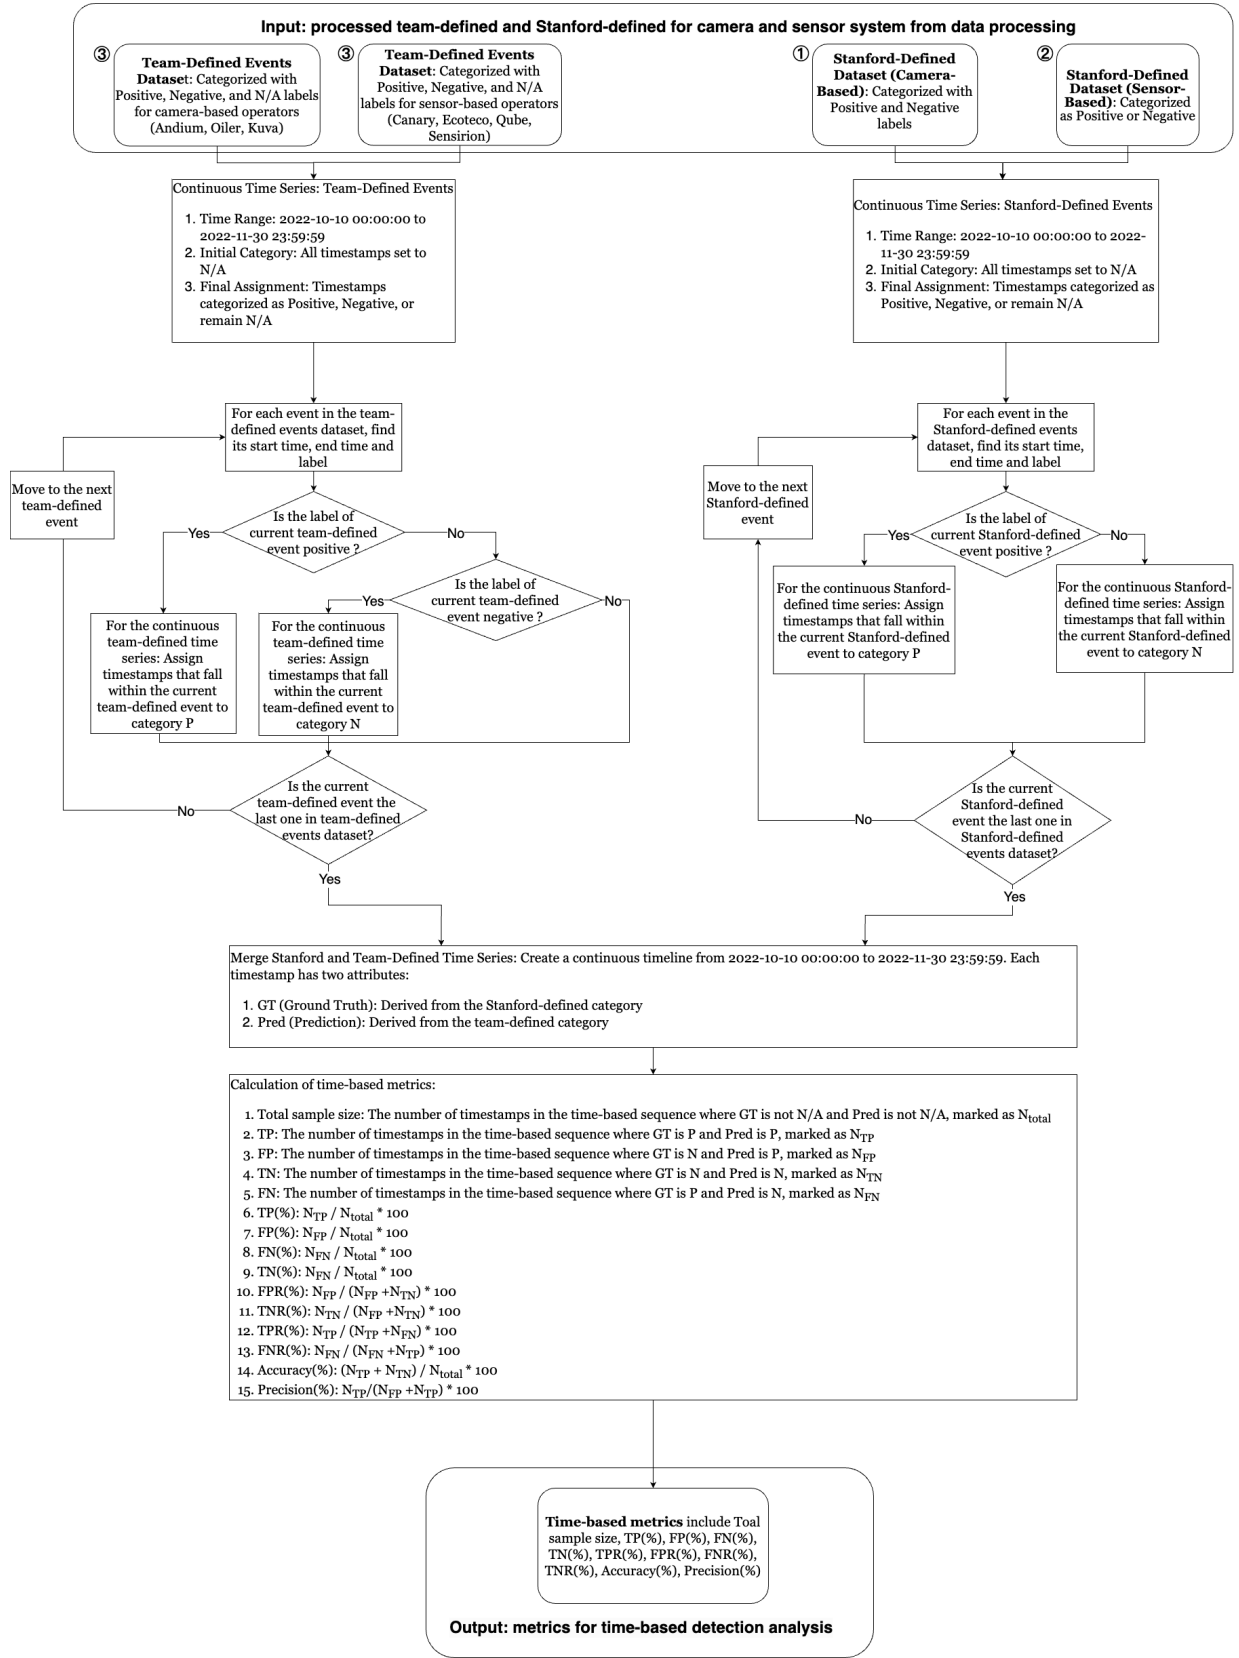 Input: processed team-defined and Stanford-defined for camera and sensor system from data processing
③
Team-Defined Events
Dataset: Categorized with
Positive, Negative, and N/A labels
for camera-based operators
(Andium, Oiler, Kuva)
③
Team-Defined Events
Dataset: Categorized with
Positive, Negative, and N/A
labels for sensor-based operators
(Canary, Ecoteco, Qube,
Sensirion)
①
Stanford-Defined
Dataset (Camera-
Based): Categorized with
Positive and Negative
labels
②
Stanford-Defined
Dataset (Sensor-
Based): Categorized
as Positive or Negative
Continuous Time Series: Team-Defined Events
1. Time Range: 2022-10-10 00:00:00 to
2022-11-30 23:59:59
2. Initial Category: All timestamps set to
N/A
3. Final Assignment: Timestamps
categorized as Positive, Negative, or
remain N/A
Continuous Time Series: Stanford-Defined Events
1. Time Range: 2022-10-10 00:00:00 to 2022-
11-30 23:59:59
2. Initial Category: All timestamps set to N/A
3. Final Assignment: Timestamps categorized as
Positive, Negative, or remain N/A
For each event in the team-
defined events dataset, find
its start time, end time and
label
Move to the next
team-defined
event
Is the label of
current team-defined
event positive ?
Yes
No
Is the label of
current team-defined
event negative ?
Yes
No
For the continuous
team-defined time
series: Assign
timestamps that fall
within the current
team-defined event to
category P
For the continuous
team-defined time
series: Assign
timestamps that fall
within the current
team-defined event to
category N
Is the current
team-defined event the
last one in team-defined
events dataset?
No
Yes
For each event in the
Stanford-defined events
dataset, find its start time,
end time and label
Move to the next
Stanford-defined
event
Is the label of
current Stanford-defined
event positive ?
Yes
No
For the continuous Stanford-
defined time series: Assign
timestamps that fall within
the current Stanford-defined
event to category P
For the continuous Stanford-
defined time series: Assign
timestamps that fall within
the current Stanford-defined
event to category N
Is the current
Stanford-defined
event the last one in
Stanford-defined
events dataset?
No
Yes
Merge Stanford and Team-Defined Time Series: Create a continuous timeline from 2022-10-10 00:00:00 to 2022-11-30 23:59:59. Each
timestamp has two attributes:
1. GT (Ground Truth): Derived from the Stanford-defined category
2. Pred (Prediction): Derived from the team-defined category
Calculation of time-based metrics:
1. Total sample size: The number of timestamps in the time-based sequence where GT is not N/A and Pred is not N/A, marked as Ntotal
2. TP: The number of timestamps in the time-based sequence where GT is P and Pred is P, marked as NTP
3. FP: The number of timestamps in the time-based sequence where GT is N and Pred is P, marked as NFP
4. TN: The number of timestamps in the time-based sequence where GT is N and Pred is N, marked as NTN
5. FN: The number of timestamps in the time-based sequence where GT is P and Pred is N, marked as NFN
6. TP(%): NTP / Ntotal * 100
7. FP(%): NFP / Ntotal * 100
8. FN(%): NFN / Ntotal * 100
9. TN(%): NFN / Ntotal * 100
10. FPR(%): NFP / (NFP +NTN) * 100
11. TNR(%): NTN / (NFP +NTN) * 100
12. TPR(%): NTP / (NTP +NFN) * 100
13. FNR(%): NFN / (NFN +NTP) * 100
14. Accuracy(%): (NTP + NTN) / Ntotal * 100
15. Precision(%): NTP/(NFP +NTP) * 100
Time-based metrics include Toal
sample size, TP(%), FP(%), FN(%),
TN(%), TPR(%), FPR(%), FNR(%),
TNR(%), Accuracy(%), Precision(%)
Output: metrics for time-based detection analysis